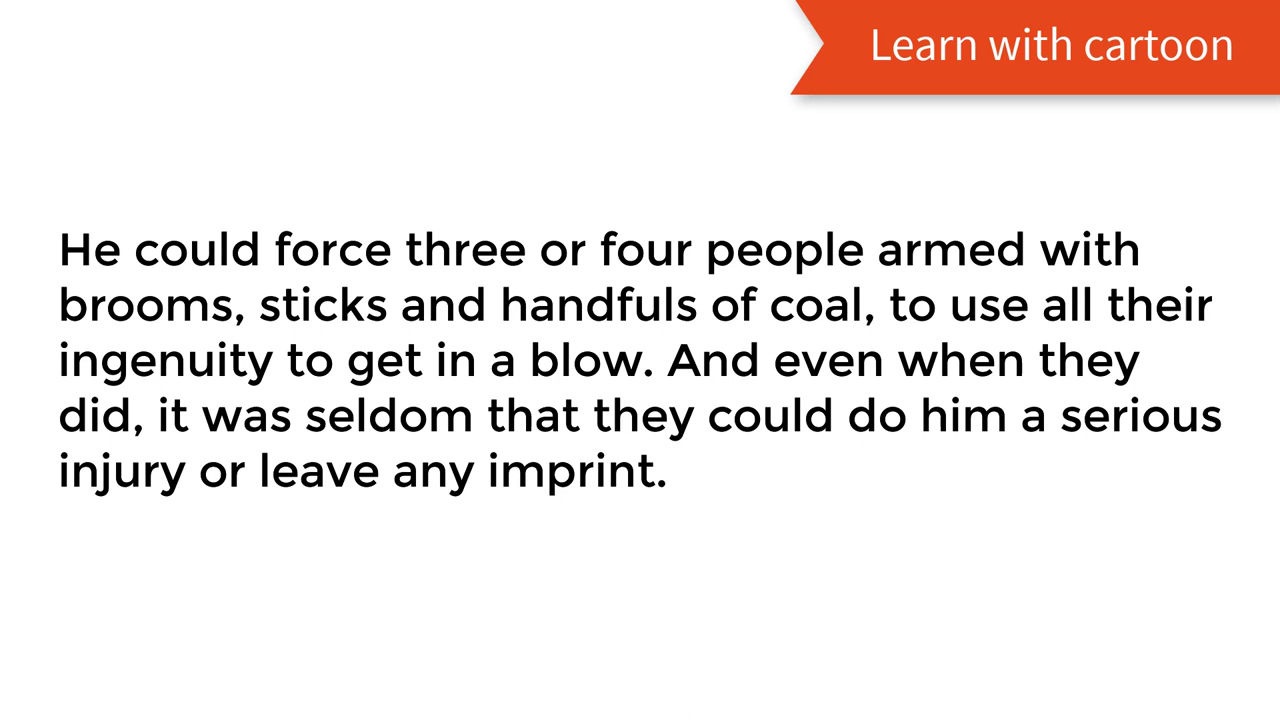 Learn with cartoon
He could force three or four people armed with
brooms, sticks and handfuls of coal, to use all their
ingenuity to get in a blow. And even when they
did, it was seldom that they could do him a serious
injury or leave any imprint.